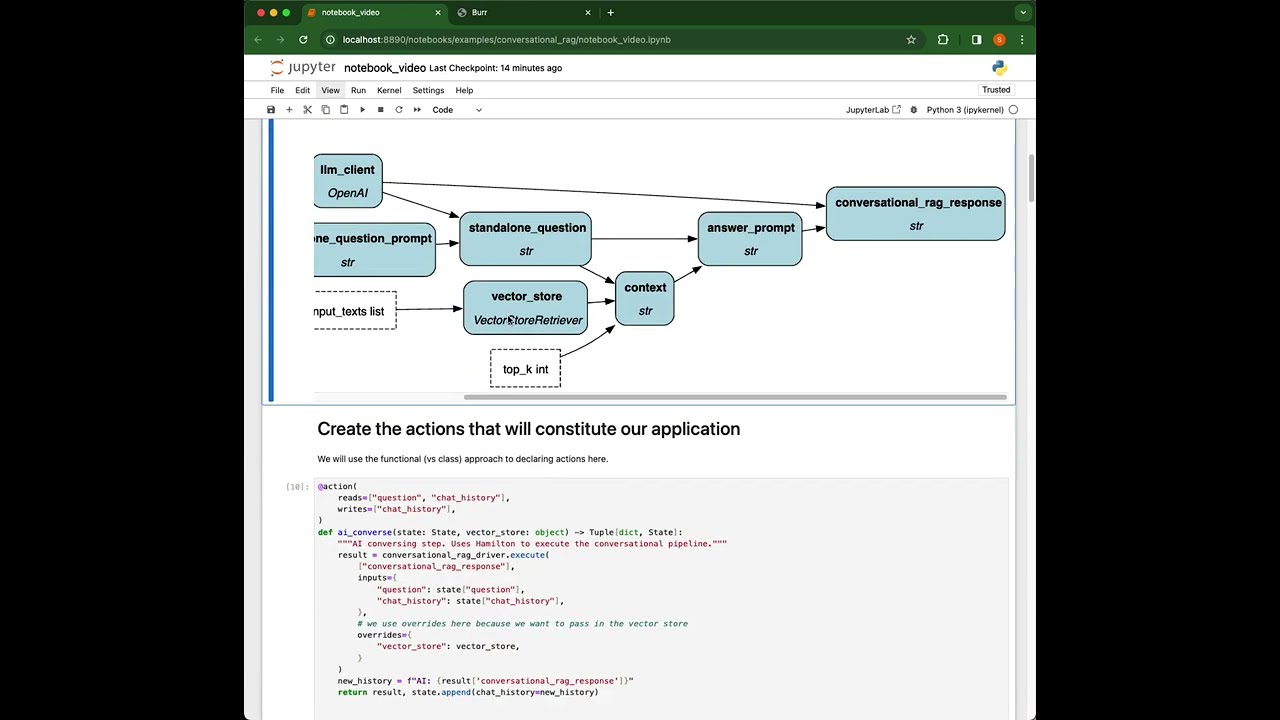 notebook_video
Burr
localhost:8890/notebooks/examples/conversational_rag/notebook_video.ipynb
S
jupyter notebook_video Last Checkpoint: 14 minutes ago
File Edit View Run Kernel Settings Help
Trusted
Code
JupyterLab
Python 3 (ipykernel)
llm_client
OpenAI
conversational_rag_response
str
standalone_question
str
answer_prompt
str
one_question_prompt
str
vector_store
VectorStoreRetriever
context
str
nput_texts list
top_k int
Create the actions that will constitute our application
We will use the functional (vs class) approach to declaring actions here.
[10]:
@action(
    reads=["question", "chat_history"],
    writes=["chat_history"],
)
def ai_converse(state: State, vector_store: object) -> Tuple[dict, State]:
    """AI conversing step. Uses Hamilton to execute the conversational pipeline."""
    result = conversational_rag_driver.execute(
        ["conversational_rag_response"],
        inputs={
            "question": state["question"],
            "chat_history": state["chat_history"],
        },
        # we use overrides here because we want to pass in the vector store
        overrides={
            "vector_store": vector_store,
        }
    )
    new_history = f"AI: {result['conversational_rag_response']}"
    return result, state.append(chat_history=new_history)